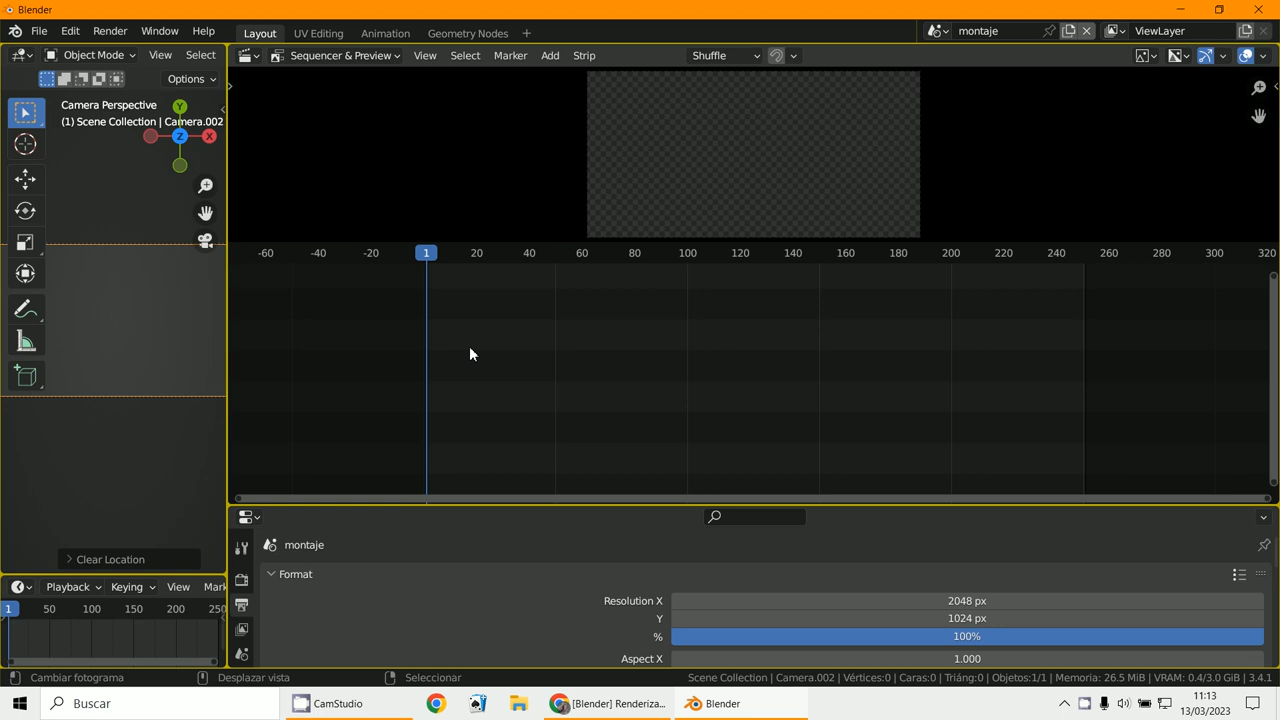 Blender
File Edit Render Window Help
Layout UV Editing Animation Geometry Nodes +
montaje
ViewLayer
Object Mode View Select
Sequencer & Preview View Select Marker Add Strip
Shuffle
Options
Camera Perspective
(1) Scene Collection | Camera.002
Y
Z
X
-60 -40 -20 1 20 40 60 80 100 120 140 160 180 200 220 240 260 280 300 320
Clear Location
montaje
Format
Resolution X 2048 px
Y 1024 px
% 100%
Aspect X 1.000
Playback Keying View Mark
1 50 100 150 200 250
Cambiar fotograma Desplazar vista Seleccionar
Scene Collection | Camera.002 | Vértices:0 | Caras:0 | Triáng:0 | Objetos:1/1 | Memoria: 26.5 MiB | VRAM: 0.4/3.0 GiB | 3.4.1
Buscar
CamStudio
[Blender] Renderiza...
Blender
11:13
13/03/2023